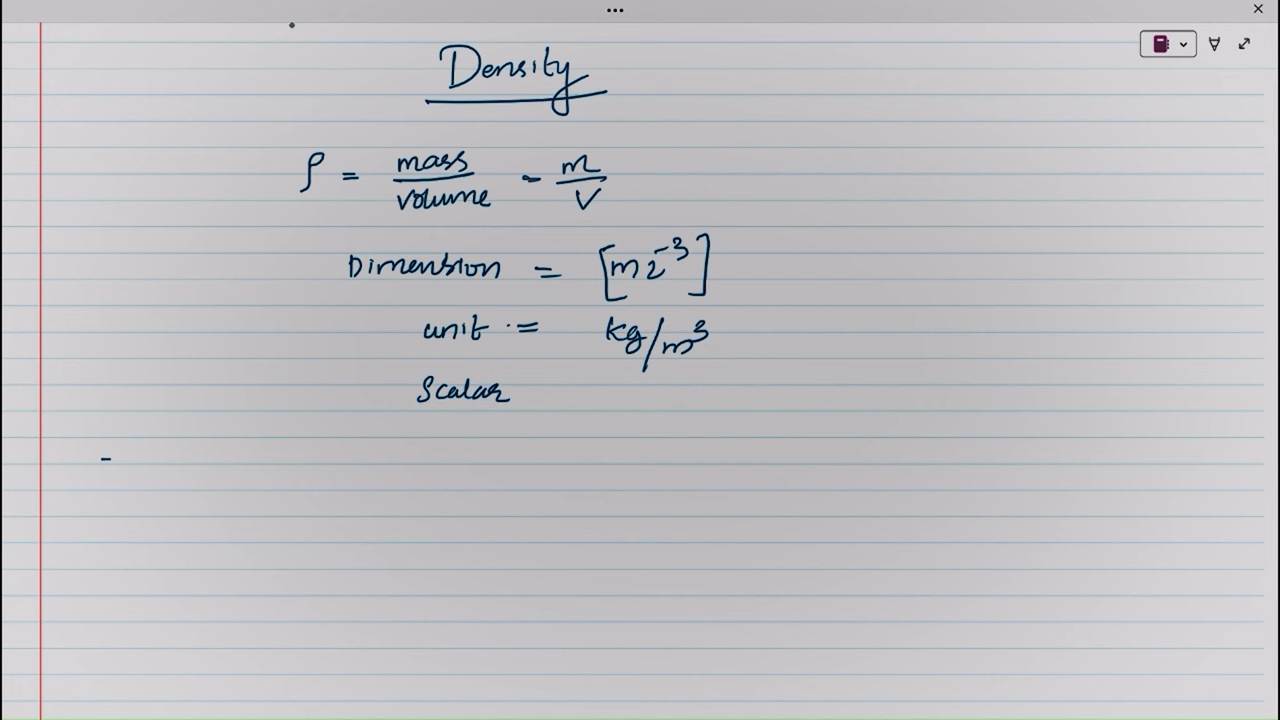 Density
ρ = mass/volume = m/V
Dimension = [mL⁻³]
unit = kg/m³
Scalar
-